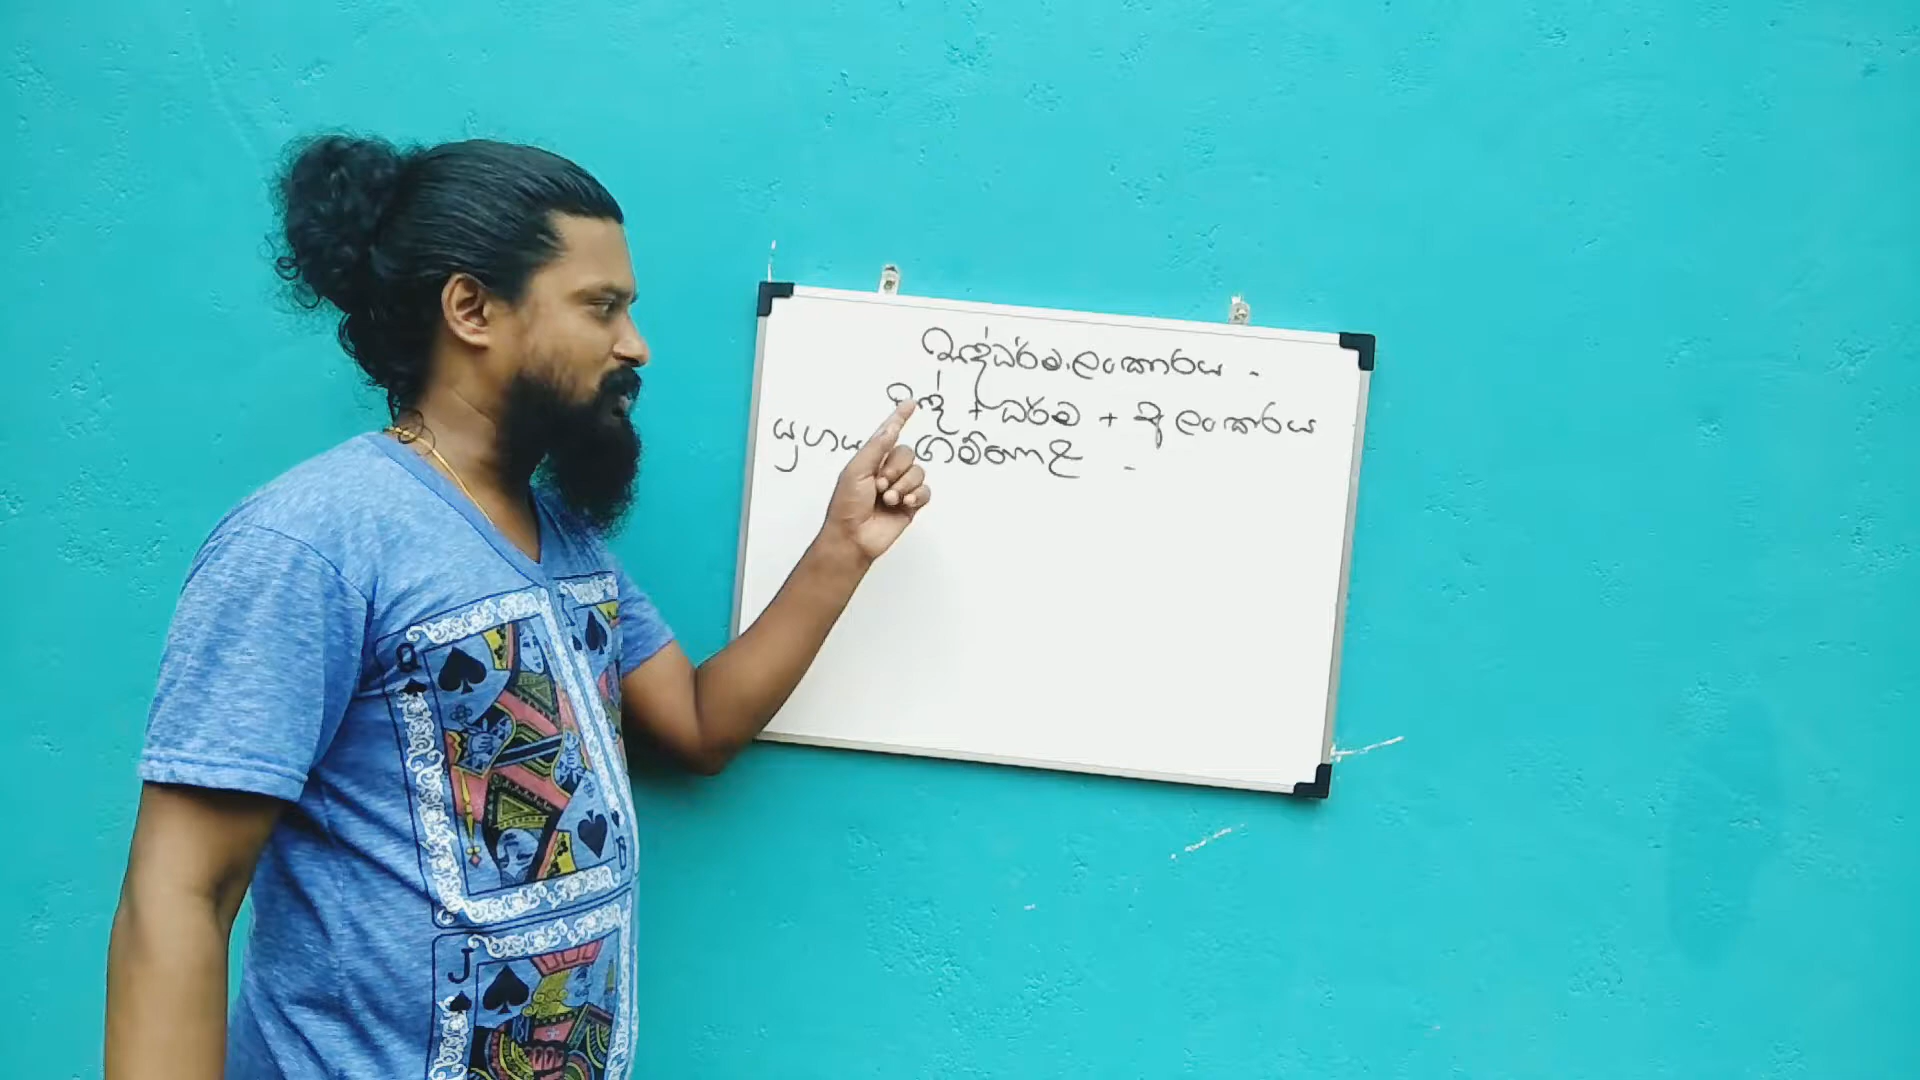 සද්ධර්මාලංකාරය -
සද් + ධර්ම + අලංකාරය
යුගය ගම්පොළ -
Q
J